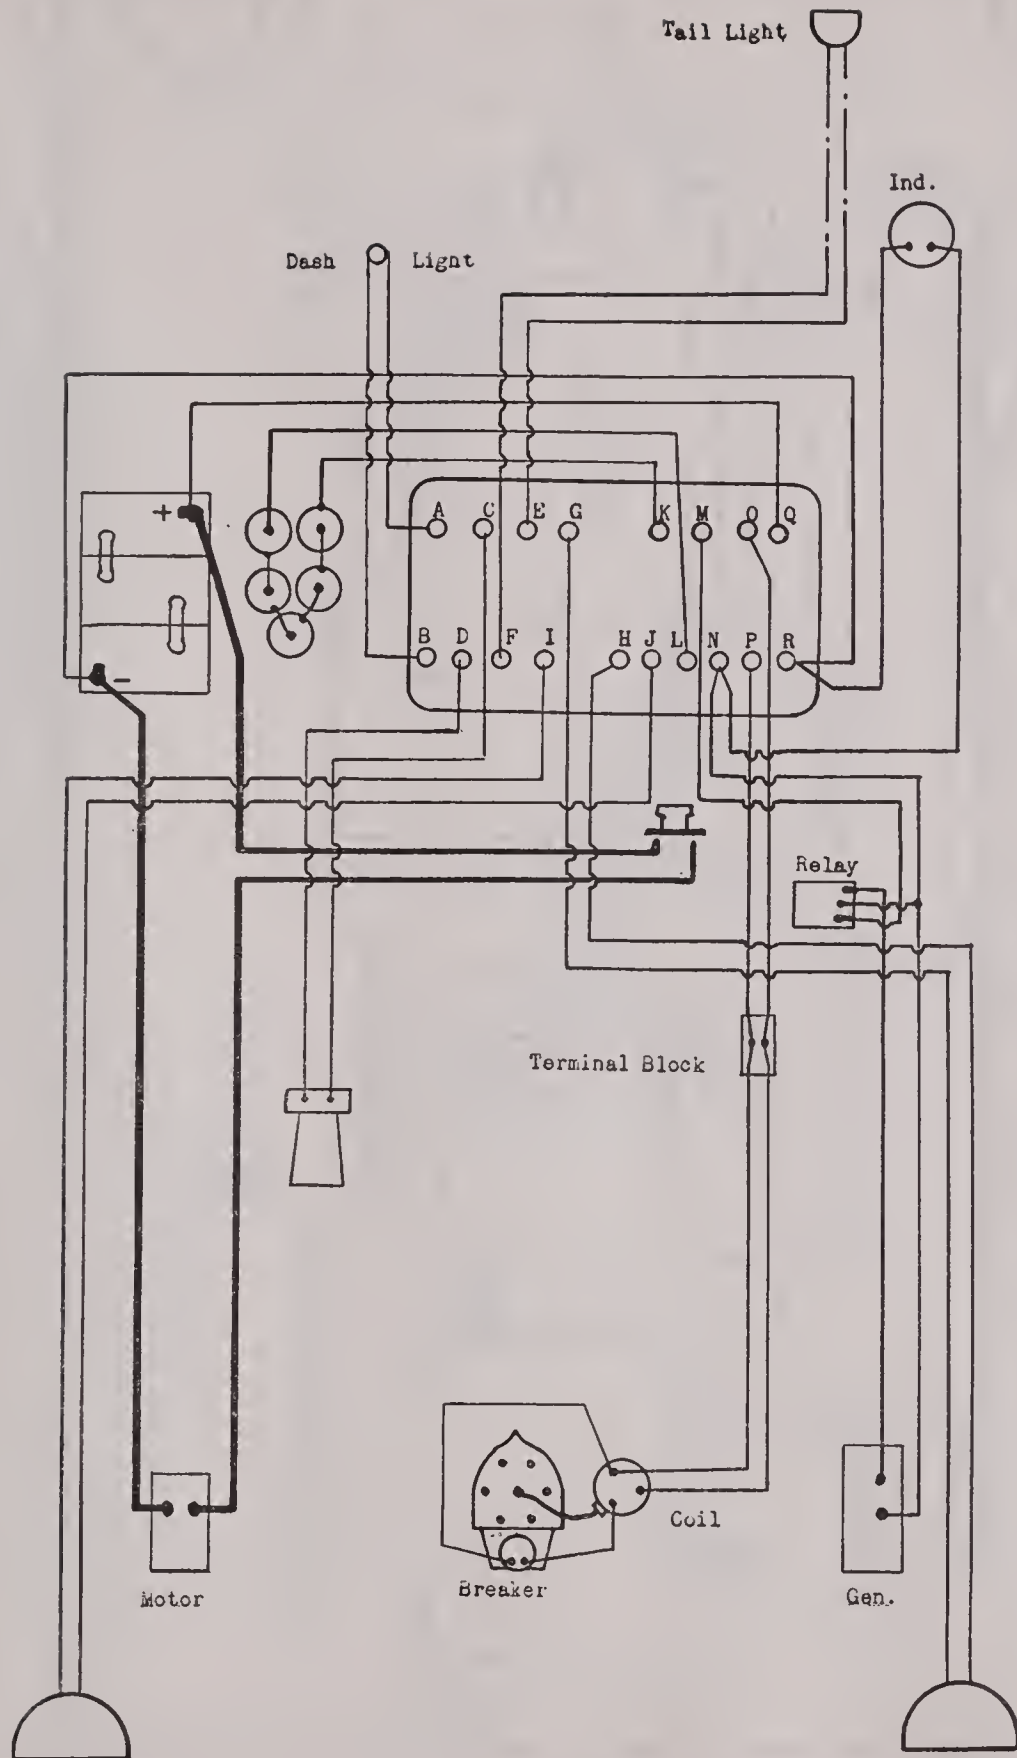 Tail Light
Ind.
Dash Light
+
A C E G K M O Q
B D F I H J L N P R
-
Relay
Terminal Block
Coil
Motor
Breaker
Gen.